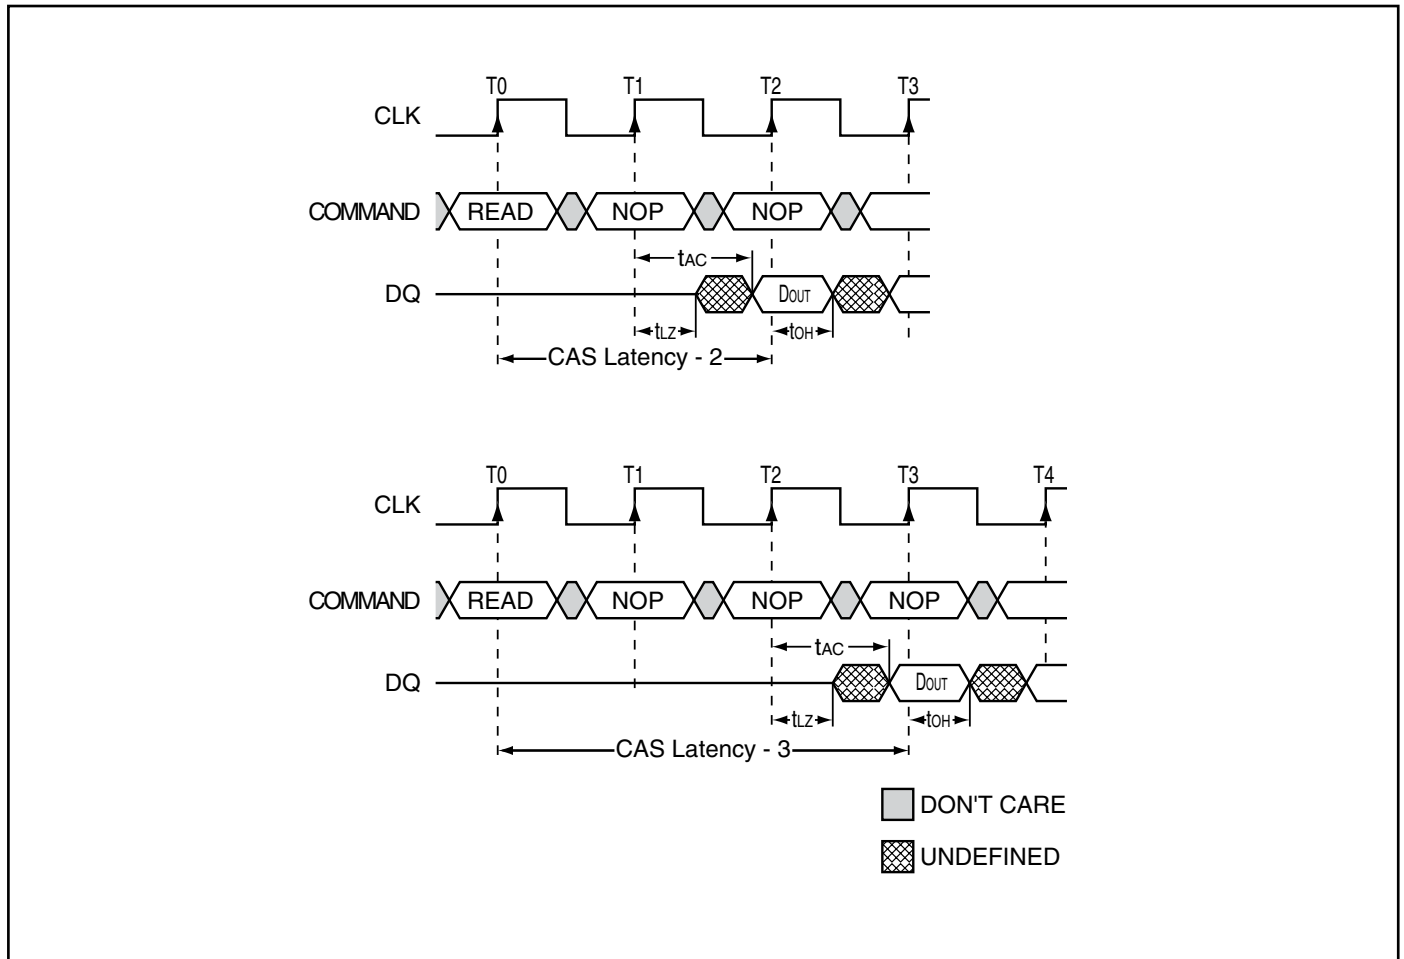 T0 T1 T2 T3
CLK
COMMAND READ NOP NOP
tAC
DQ DOUT
tLZ tOH
CAS Latency - 2
T0 T1 T2 T3 T4
CLK
COMMAND READ NOP NOP NOP
tAC
DQ DOUT
tLZ tOH
CAS Latency - 3
DON'T CARE
UNDEFINED